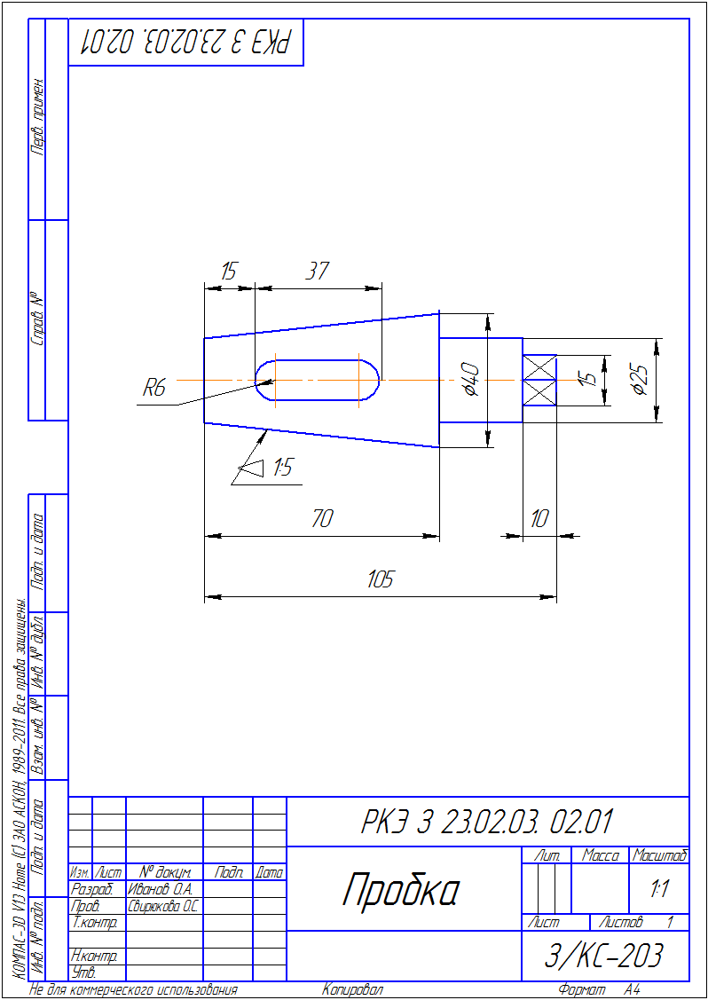 РКЭ 3 23.02.03. 02.01
Перв. примен.
Справ. №
15
37
R6
⌀40
15
⌀25
1:5
70
10
105
Подп. и дата
Инв. № дубл.
Взам. инв. №
Подп. и дата
Инв. № подл.
КОМПАС-3D V13 Home (С) ЗАО АСКОН, 1989-2011. Все права защищены.
РКЭ 3 23.02.03. 02.01
Изм. Лист № докум. Подп. Дата
Разраб. Иванов О.А.
Пров. Свирюкова О.С.
Т.контр.
Н.контр.
Утв.
Пробка
Лит. Масса Масштаб
1:1
Лист Листов 1
З/КС-203
Не для коммерческого использования
Копировал
Формат А4